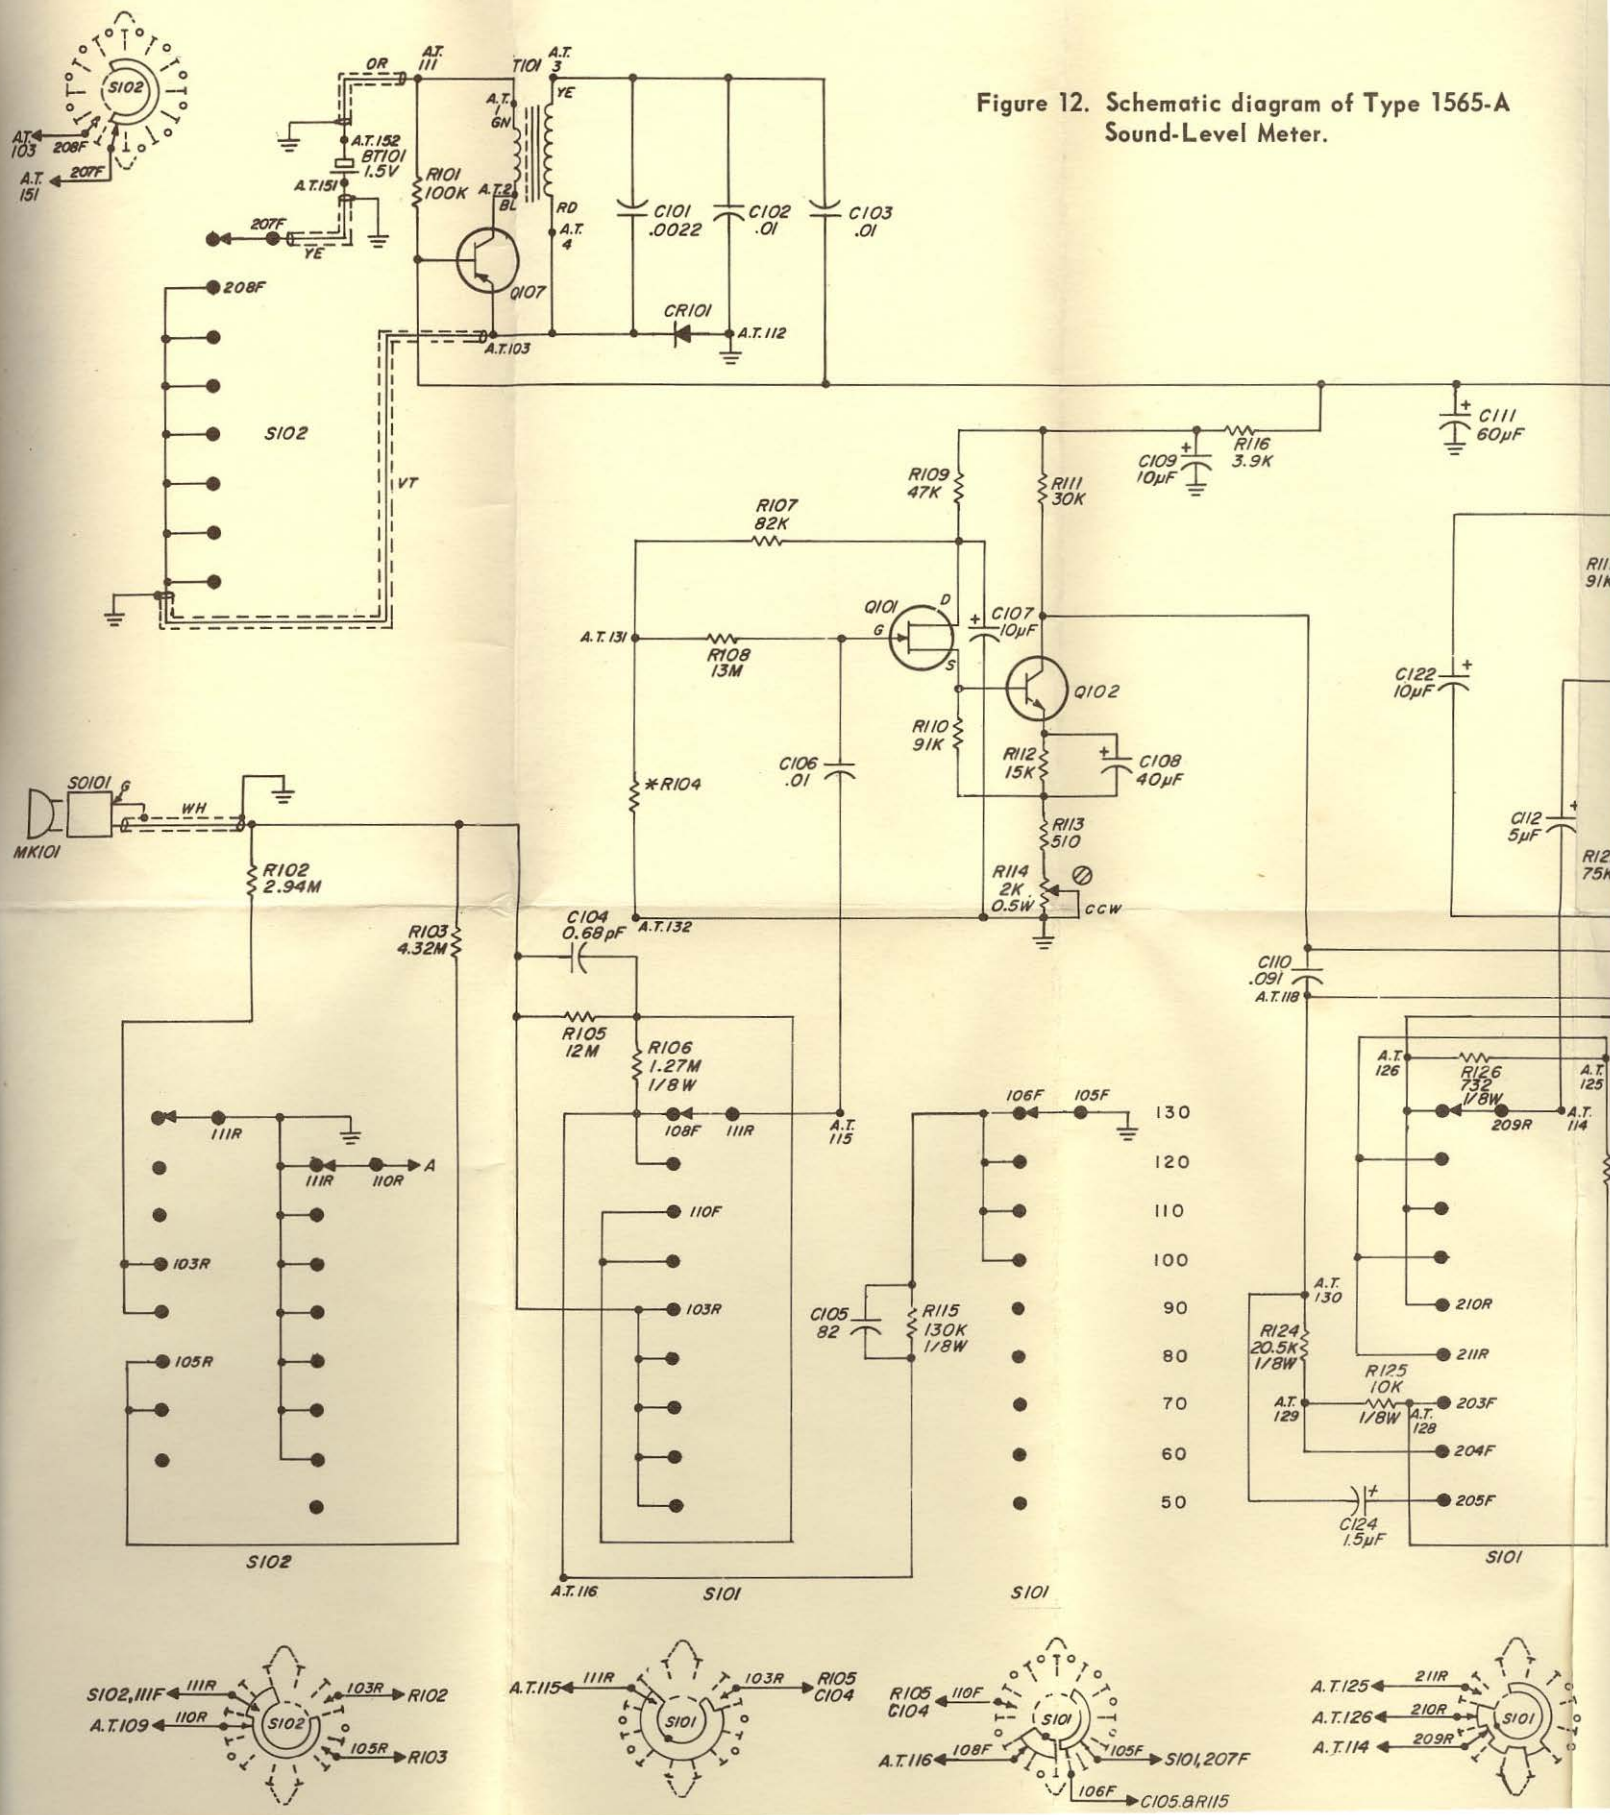 S102
A.T. 103
208F
A.T. 151
207F
OR
A.T. 111
A.T. 152
BT101
1.5V
A.T. 151
207F
YE
208F
S102
VT
R101
100K
T101
A.T. 3
YE
A.T. 1
GN
A.T. 2
BL
RD
A.T. 4
Q107
A.T. 103
C101
.0022
C102
.01
C103
.01
CR101
A.T. 112
Figure 12. Schematic diagram of Type 1565-A
Sound-Level Meter.
C111
60µF
R116
3.9K
C109
10µF
R109
47K
R111
30K
R107
82K
Q101
D
G
S
C107
10µF
A.T. 131
R108
13M
Q102
R110
91K
R112
15K
C108
40µF
C106
.01
*R104
R113
510
R114
2K
0.5W
CCW
A.T. 132
C122
10µF
R11
91K
C112
5µF
R12
75K
SO101
G
WH
MK101
R102
2.94M
R103
4.32M
C104
0.68pF
R105
12M
R106
1.27M
1/8W
C110
.091
A.T. 118
A.T. 126
R126
732
1/8W
A.T. 125
209R
A.T. 114
111R
111R
110R
A
103R
105R
S102
108F
111R
A.T. 115
110F
103R
A.T. 116
S101
106F
105F
C105
82
R115
130K
1/8W
S101
130
120
110
100
90
80
70
60
50
A.T. 130
R124
20.5K
1/8W
A.T. 129
R125
10K
1/8W
A.T. 128
210R
211R
203F
204F
205F
C124
1.5µF
S101
S102,111F
111R
A.T. 109
110R
S102
103R
R102
105R
R103
A.T. 115
111R
S101
103R
R105
C104
R105
C104
110F
A.T. 116
108F
S101
105F
S101,207F
106F
C105&R115
A.T. 125
211R
A.T. 126
210R
A.T. 114
209R
S101